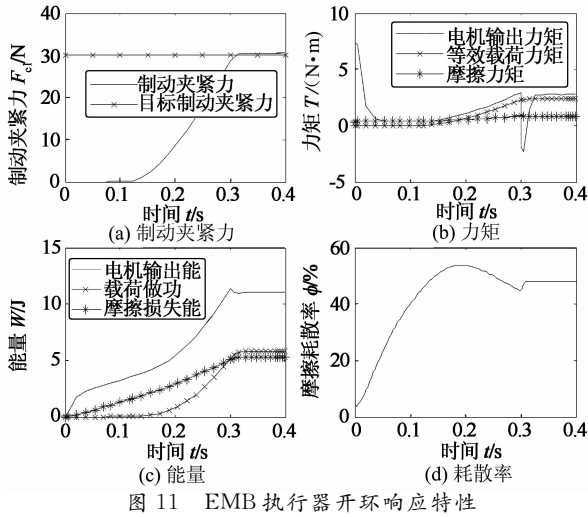 制动夹紧力 F_cl/N
40
30
20
10
0
制动夹紧力
目标制动夹紧力
0 0.1 0.2 0.3 0.4
时间 t/s
(a) 制动夹紧力
力矩 T/(N•m)
10
5
0
-5
电机输出力矩
等效载荷力矩
摩擦力矩
0 0.1 0.2 0.3 0.4
时间 t/s
(b) 力矩
能量 W/J
15
10
5
0
电机输出能
载荷做功
摩擦损失能
0 0.1 0.2 0.3 0.4
时间 t/s
(c) 能量
摩擦耗散率 ϕ/%
60
40
20
0
0 0.1 0.2 0.3 0.4
时间 t/s
(d) 耗散率
图 11 EMB 执行器开环响应特性